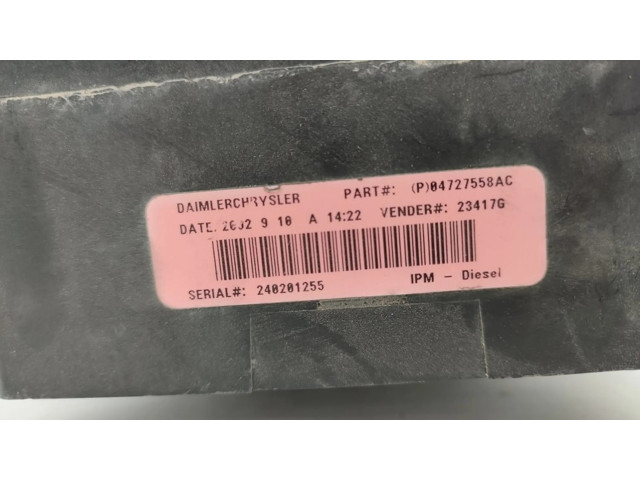 DAIMLERCHRYSLER PART#: (P)04727558AC
DATE: 2002 9 10 A 14:22 VENDER#: 23417G
SERIAL#: 240201255 IPM - Diesel